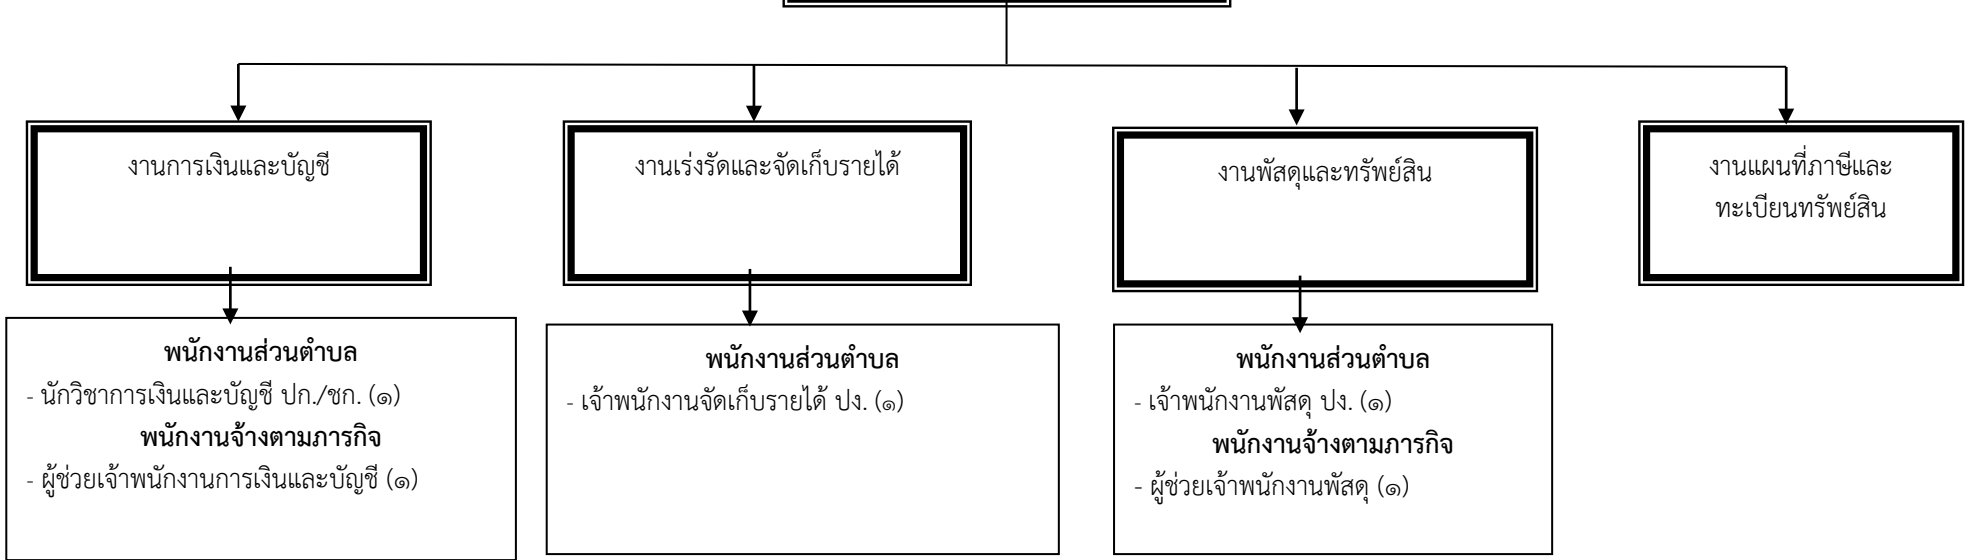 งานการเงินและบัญชี
งานเร่งรัดและจัดเก็บรายได้
งานพัสดุและทรัพย์สิน
งานแผนที่ภาษีและ
ทะเบียนทรัพย์สิน
พนักงานส่วนตำบล
- นักวิชาการเงินและบัญชี ปก./ชก. (๑)
พนักงานจ้างตามภารกิจ
- ผู้ช่วยเจ้าพนักงานการเงินและบัญชี (๑)
พนักงานส่วนตำบล
- เจ้าพนักงานจัดเก็บรายได้ ปง. (๑)
พนักงานส่วนตำบล
- เจ้าพนักงานพัสดุ ปง. (๑)
พนักงานจ้างตามภารกิจ
- ผู้ช่วยเจ้าพนักงานพัสดุ (๑)